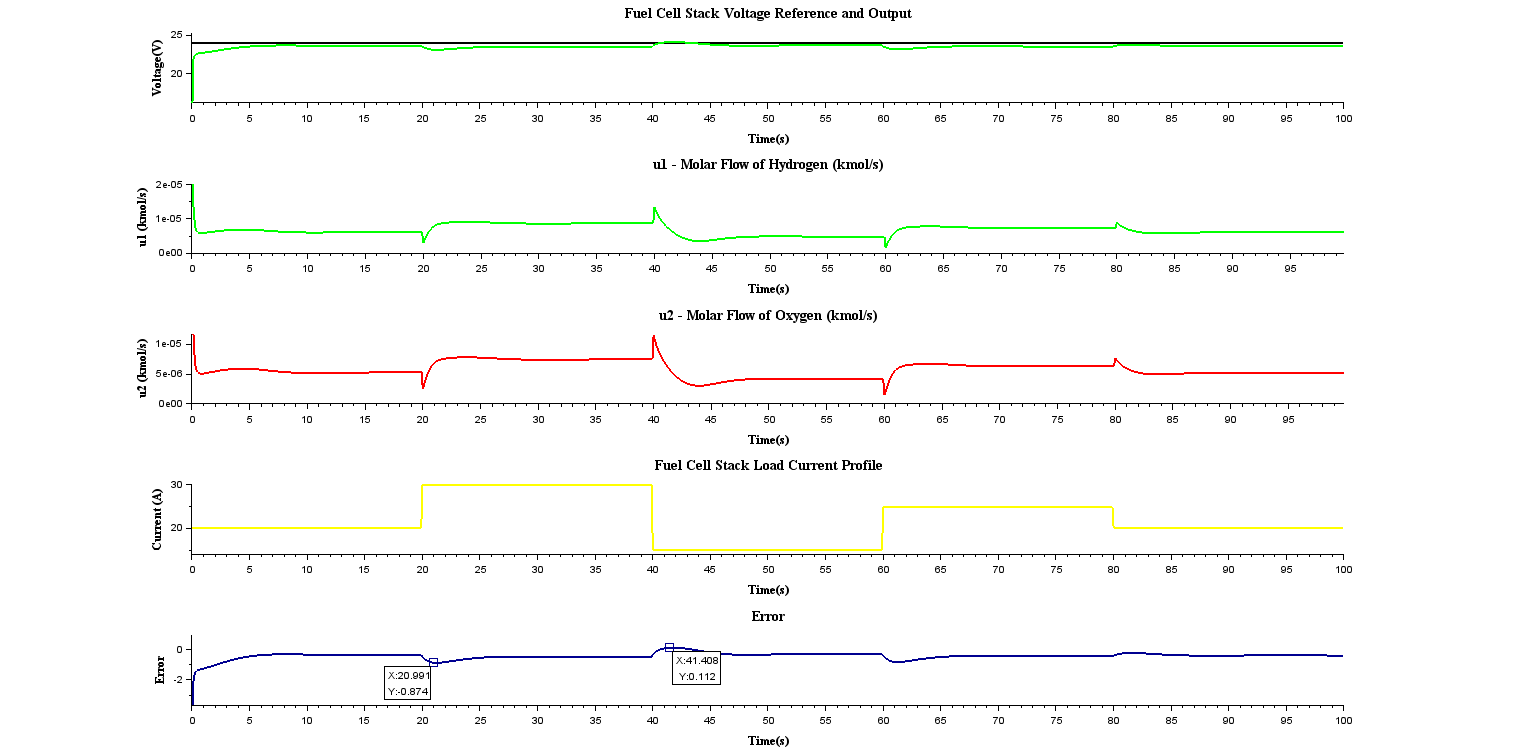 Fuel Cell Stack Voltage Reference and Output
Voltage(V)
25
20
0 5 10 15 20 25 30 35 40 45 50 55 60 65 70 75 80 85 90 95 100
Time(s)
u1 - Molar Flow of Hydrogen (kmol/s)
u1 (kmol/s)
2e-05
1e-05
0e00
0 5 10 15 20 25 30 35 40 45 50 55 60 65 70 75 80 85 90 95
Time(s)
u2 - Molar Flow of Oxygen (kmol/s)
u2 (kmol/s)
1e-05
5e-06
0e00
0 5 10 15 20 25 30 35 40 45 50 55 60 65 70 75 80 85 90 95
Time(s)
Fuel Cell Stack Load Current Profile
Current (A)
30
20
0 5 10 15 20 25 30 35 40 45 50 55 60 65 70 75 80 85 90 95 100
Time(s)
Error
Error
0
-2
X:20.991
Y:-0.874
X:41.408
Y:0.112
0 5 10 15 20 25 30 35 40 45 50 55 60 65 70 75 80 85 90 95 100
Time(s)